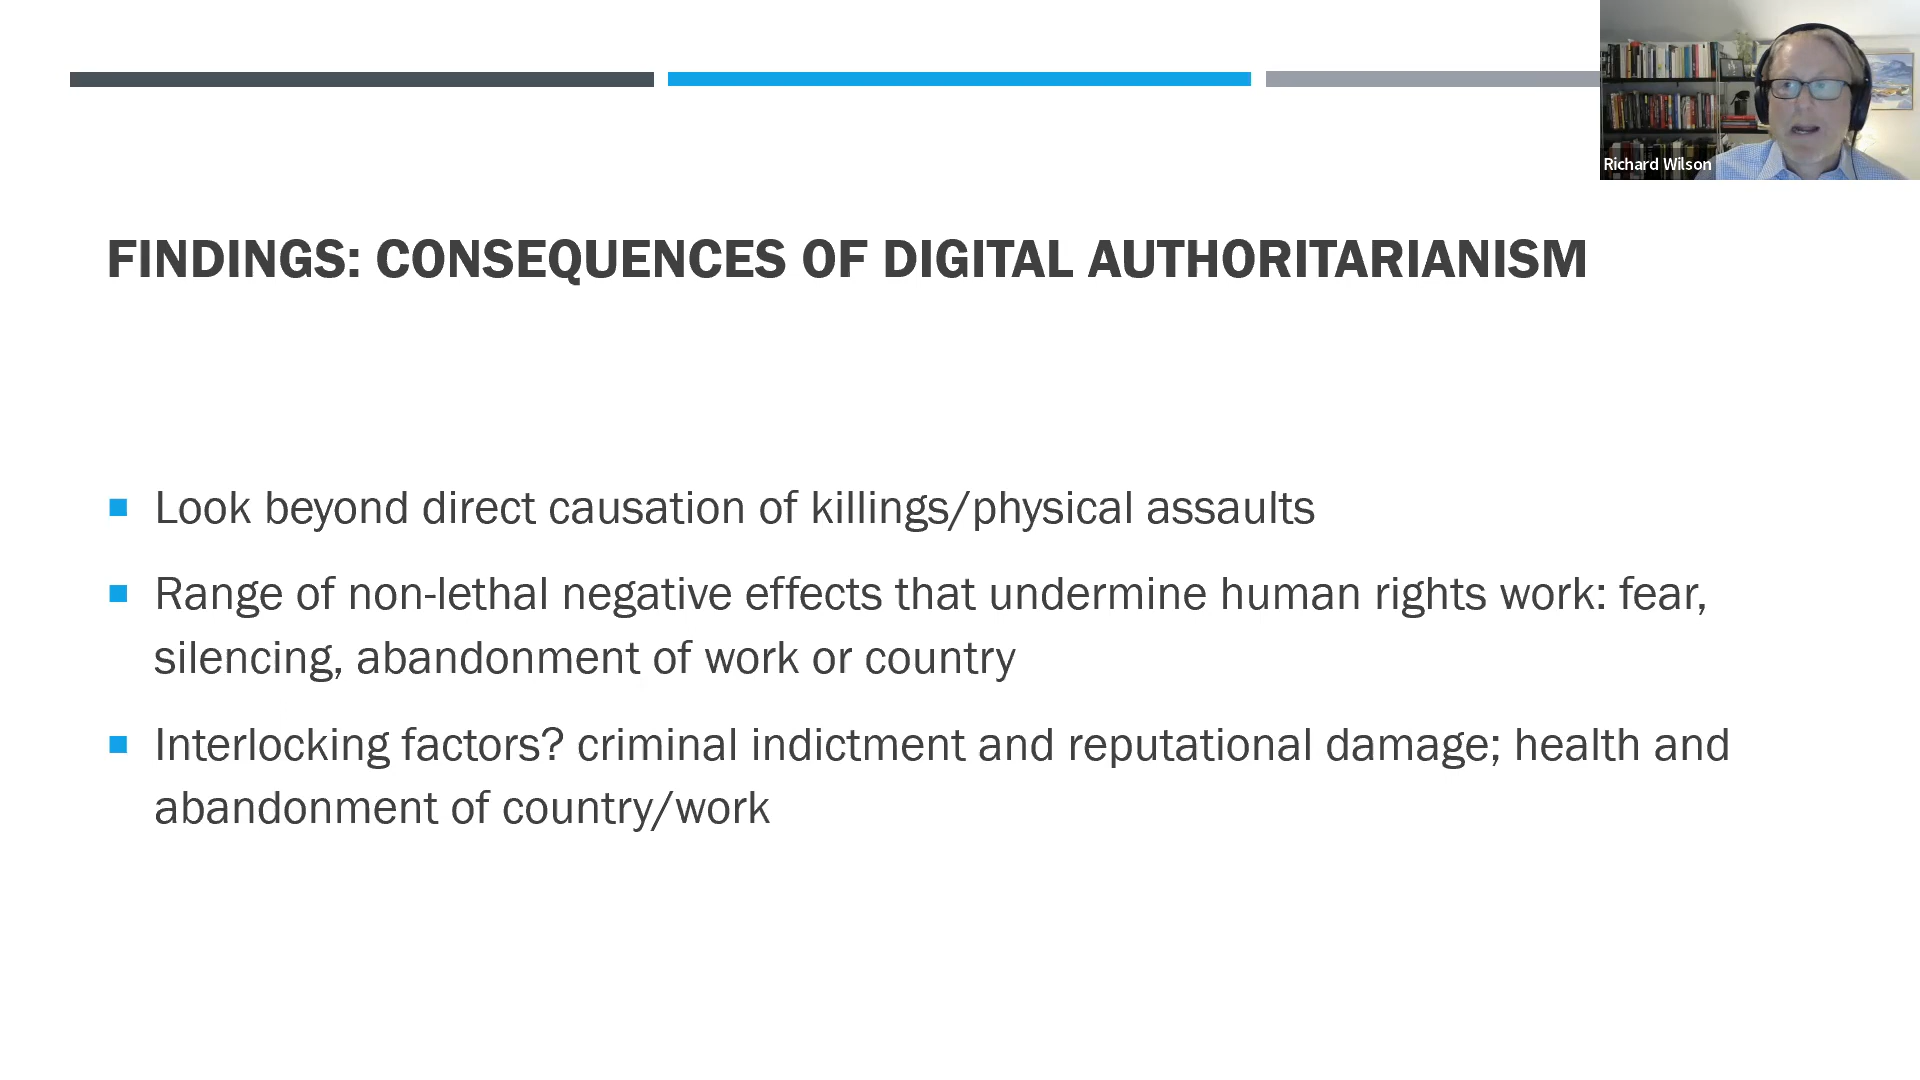 Richard Wilson
FINDINGS: CONSEQUENCES OF DIGITAL AUTHORITARIANISM
Look beyond direct causation of killings/physical assaults
Range of non-lethal negative effects that undermine human rights work: fear,
silencing, abandonment of work or country
Interlocking factors? criminal indictment and reputational damage; health and
abandonment of country/work